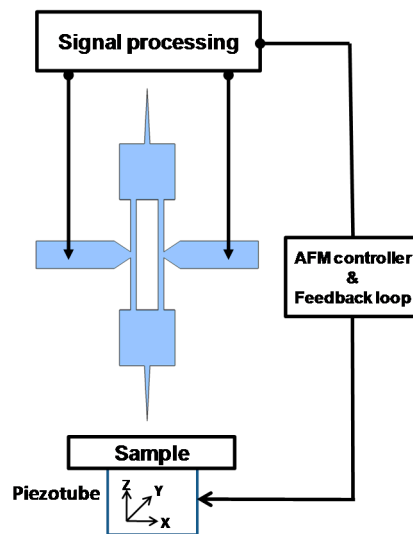 Signal processing
AFM controller
&
Feedback loop
Sample
Piezotube
Z
Y
X